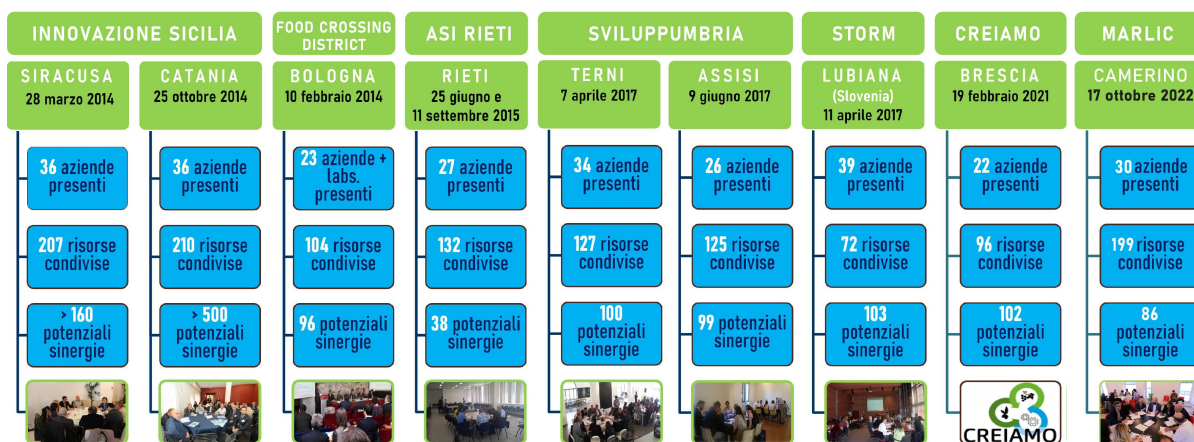 INNOVAZIONE SICILIA
FOOD CROSSING
DISTRICT
ASI RIETI
SVILUPPUMBRIA
STORM
CREIAMO
MARLIC
SIRACUSA
28 marzo 2014
CATANIA
25 ottobre 2014
BOLOGNA
10 febbraio 2014
RIETI
25 giugno e
11 settembre 2015
TERNI
7 aprile 2017
ASSISI
9 giugno 2017
LUBIANA
(Slovenia)
11 aprile 2017
BRESCIA
19 febbraio 2021
CAMERINO
17 ottobre 2022
36 aziende
presenti
36 aziende
presenti
23 aziende +
labs.
presenti
27 aziende
presenti
34 aziende
presenti
26 aziende
presenti
39 aziende
presenti
22 aziende
presenti
30 aziende
presenti
207 risorse
condivise
210 risorse
condivise
104 risorse
condivise
132 risorse
condivise
127 risorse
condivise
125 risorse
condivise
72 risorse
condivise
96 risorse
condivise
199 risorse
condivise
> 160
potenziali
sinergie
> 500
potenziali
sinergie
96 potenziali
sinergie
38 potenziali
sinergie
100
potenziali
sinergie
99 potenziali
sinergie
103
potenziali
sinergie
102
potenziali
sinergie
86
potenziali
sinergie
CREIAMO